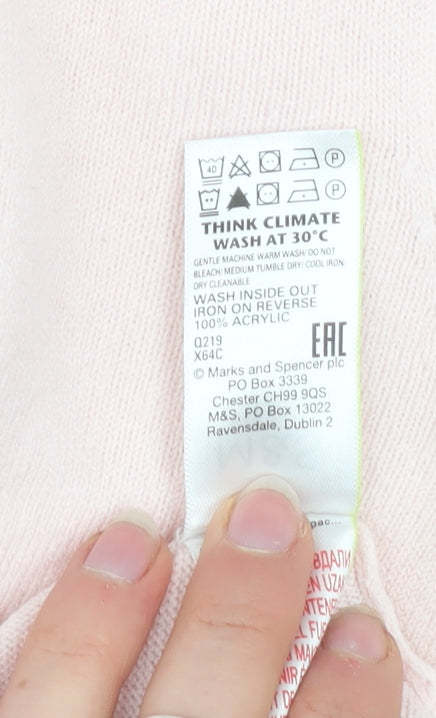 40 P
P
THINK CLIMATE
WASH AT 30°C
GENTLE MACHINE WARM WASH/ DO NOT
BLEACH/ MEDIUM TUMBLE DRY/ COOL IRON/
DRY CLEANABLE
WASH INSIDE OUT
IRON ON REVERSE
100% ACRYLIC
Q219
X64C
EAC
© Marks and Spencer plc
PO Box 3339
Chester CH99 9QS
M&S, PO Box 13022
Ravensdale, Dublin 2